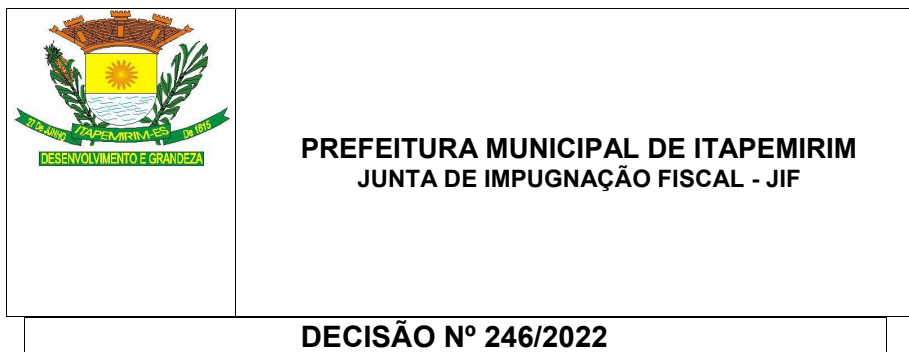 27 De JUNHO ITAPEMIRIM-ES De 1815
DESENVOLVIMENTO E GRANDEZA
PREFEITURA MUNICIPAL DE ITAPEMIRIM
JUNTA DE IMPUGNAÇÃO FISCAL - JIF
DECISÃO Nº 246/2022